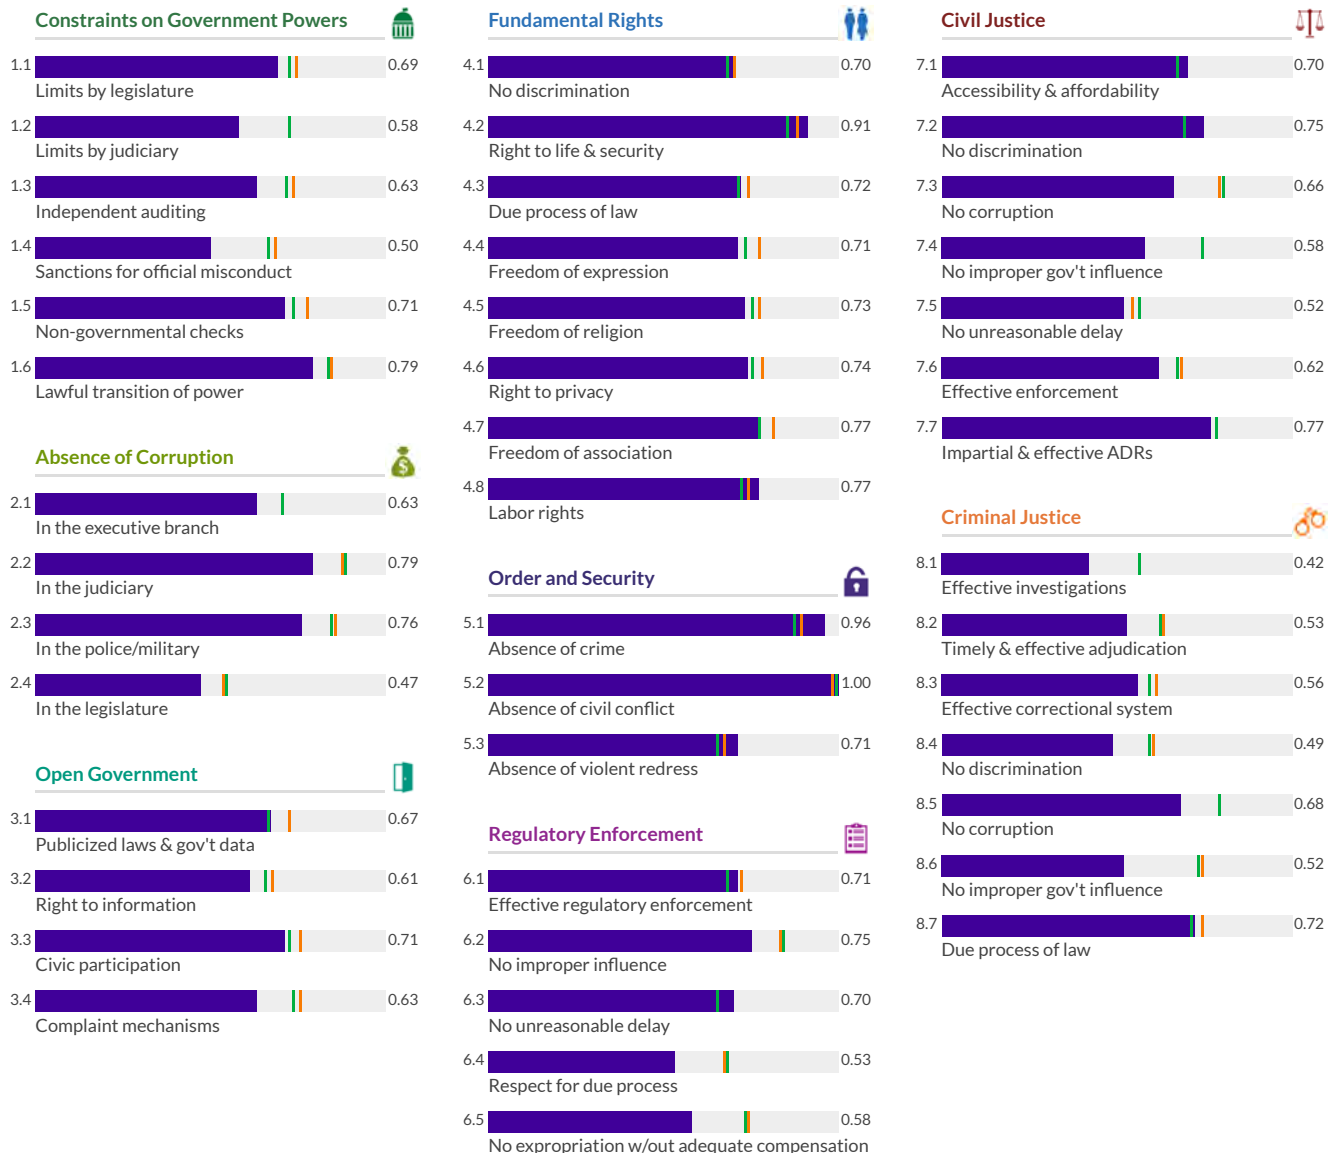 Constraints on Government Powers
1.1 0.69
Limits by legislature
1.2 0.58
Limits by judiciary
1.3 0.63
Independent auditing
1.4 0.50
Sanctions for official misconduct
1.5 0.71
Non-governmental checks
1.6 0.79
Lawful transition of power
Absence of Corruption
$
2.1 0.63
In the executive branch
2.2 0.79
In the judiciary
2.3 0.76
In the police/military
2.4 0.47
In the legislature
Open Government
3.1 0.67
Publicized laws & gov't data
3.2 0.61
Right to information
3.3 0.71
Civic participation
3.4 0.63
Complaint mechanisms
Fundamental Rights
4.1 0.70
No discrimination
4.2 0.91
Right to life & security
4.3 0.72
Due process of law
4.4 0.71
Freedom of expression
4.5 0.73
Freedom of religion
4.6 0.74
Right to privacy
4.7 0.77
Freedom of association
4.8 0.77
Labor rights
Order and Security
5.1 0.96
Absence of crime
5.2 1.00
Absence of civil conflict
5.3 0.71
Absence of violent redress
Regulatory Enforcement
6.1 0.71
Effective regulatory enforcement
6.2 0.75
No improper influence
6.3 0.70
No unreasonable delay
6.4 0.53
Respect for due process
6.5 0.58
No expropriation w/out adequate compensation
Civil Justice
7.1 0.70
Accessibility & affordability
7.2 0.75
No discrimination
7.3 0.66
No corruption
7.4 0.58
No improper gov't influence
7.5 0.52
No unreasonable delay
7.6 0.62
Effective enforcement
7.7 0.77
Impartial & effective ADRs
Criminal Justice
8.1 0.42
Effective investigations
8.2 0.53
Timely & effective adjudication
8.3 0.56
Effective correctional system
8.4 0.49
No discrimination
8.5 0.68
No corruption
8.6 0.52
No improper gov't influence
8.7 0.72
Due process of law